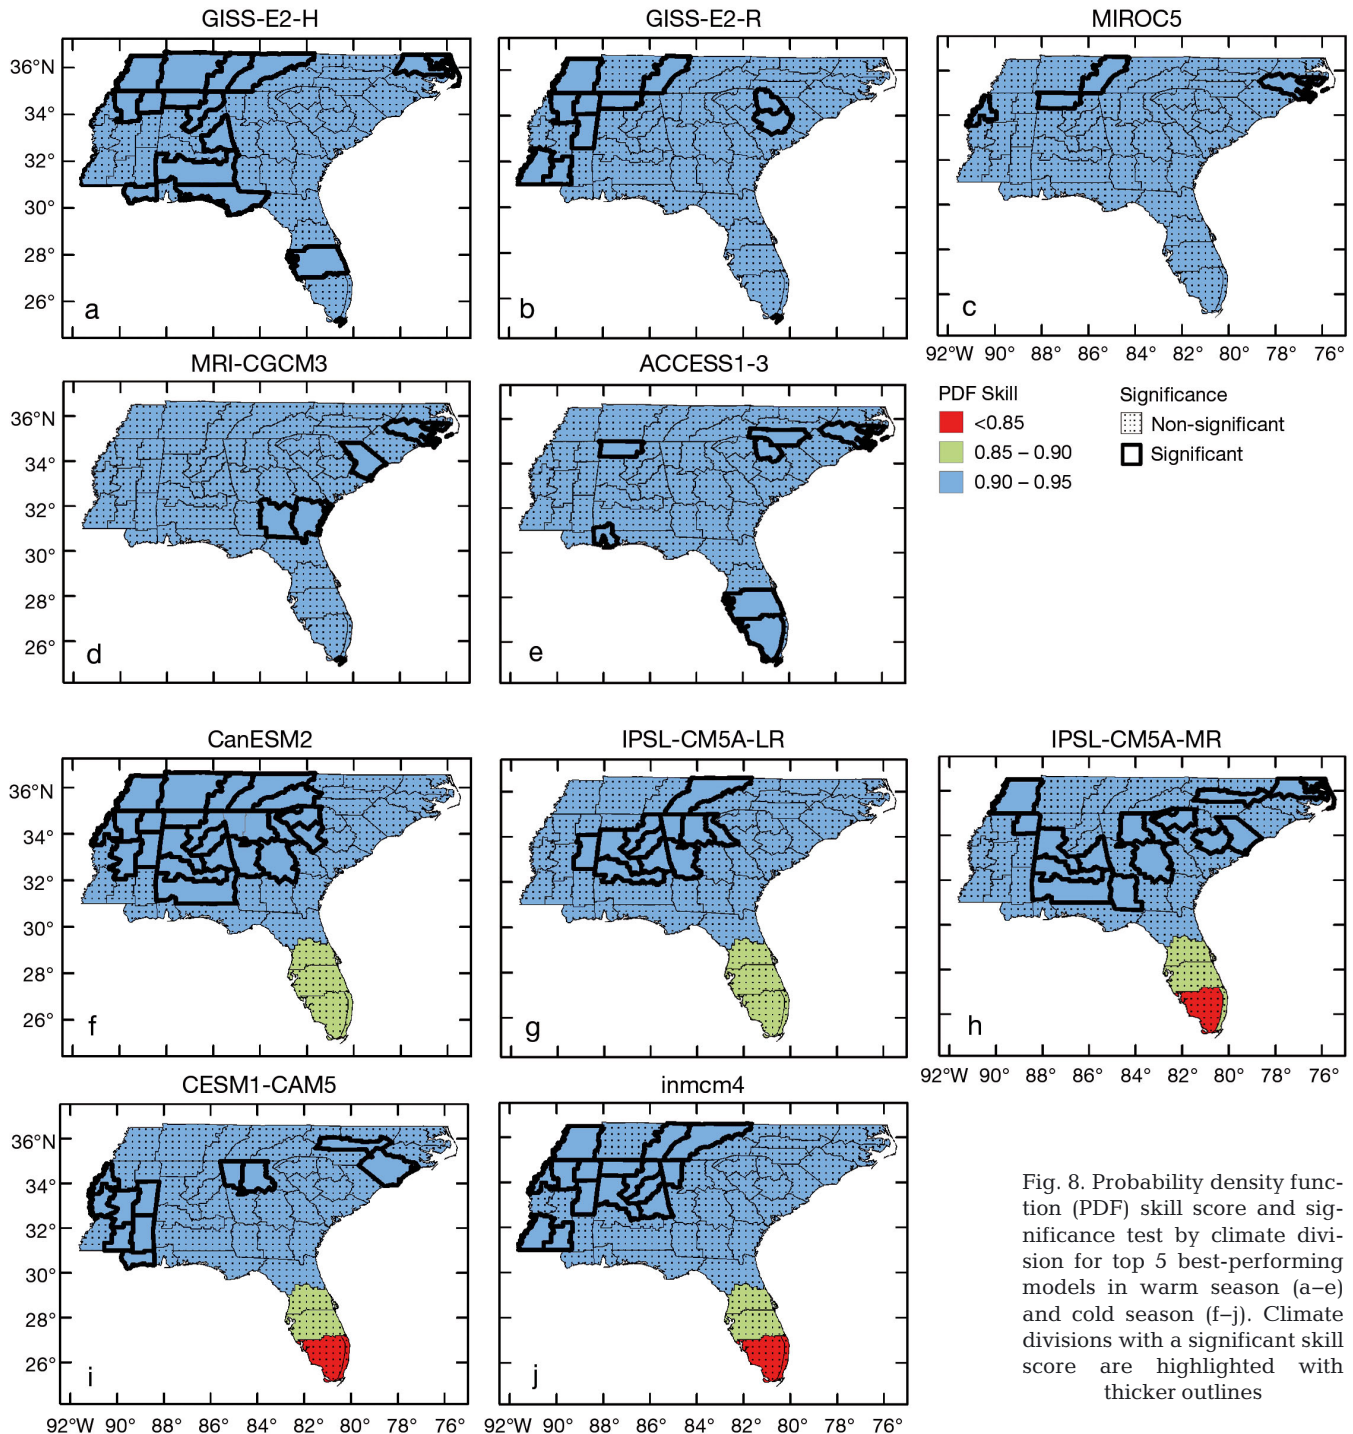 GISS-E2-H
GISS-E2-R
MIROC5
36°N
34°
32°
30°
28°
26°
a
b
c
92°W 90° 88° 86° 84° 82° 80° 78° 76°
MRI-CGCM3
ACCESS1-3
36°
34°
32°
30°
28°
26°
d
e
PDF Skill
<0.85
0.85 – 0.90
0.90 – 0.95
Significance
Non-significant
Significant
CanESM2
IPSL-CM5A-LR
IPSL-CM5A-MR
36°N
34°
32°
30°
28°
26°
f
g
h
92°W 90° 88° 86° 84° 82° 80° 78° 76°
CESM1-CAM5
inmcm4
36°N
34°
32°
30°
28°
26°
i
j
92°W 90° 88° 86° 84° 82° 80° 78° 76°
92°W 90° 88° 86° 84° 82° 80° 78° 76°
Fig. 8. Probability density func-
tion (PDF) skill score and sig-
nificance test by climate divi-
sion for top 5 best-performing
models in warm season (a–e)
and cold season (f–j). Climate
divisions with a significant skill
score are highlighted with
thicker outlines